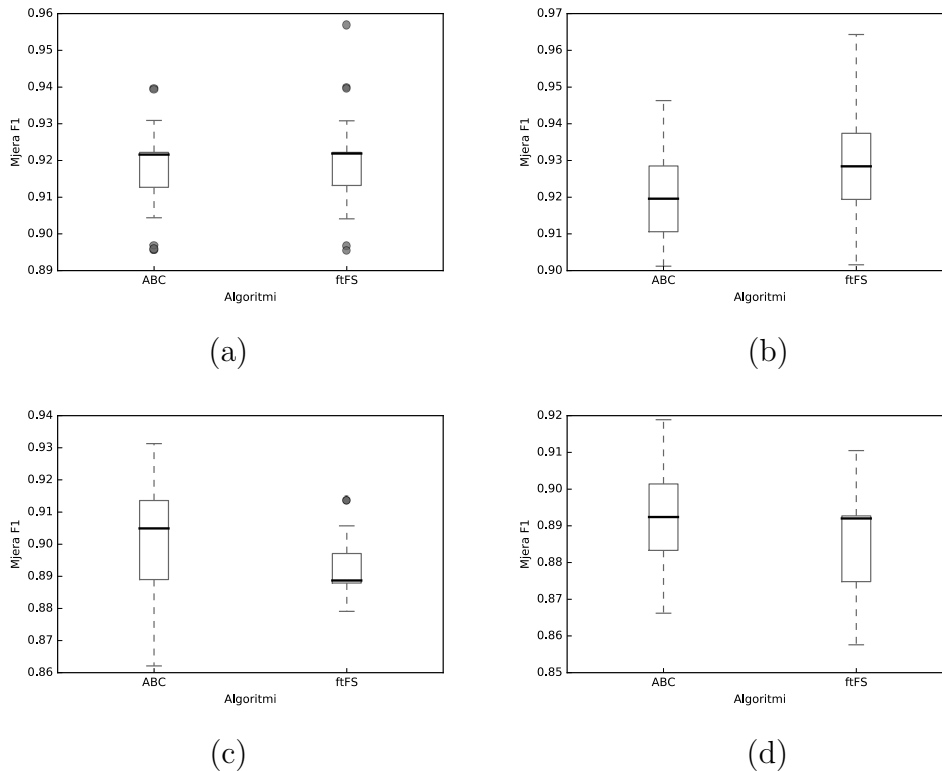 0.96
0.95
0.94
0.93
0.92
0.91
0.90
0.89
Mjera F1
ABC
ftFS
Algoritmi
(a)
0.97
0.96
0.95
0.94
0.93
0.92
0.91
0.90
Mjera F1
ABC
ftFS
Algoritmi
(b)
0.94
0.93
0.92
0.91
0.90
0.89
0.88
0.87
0.86
Mjera F1
ABC
ftFS
Algoritmi
(c)
0.92
0.91
0.90
0.89
0.88
0.87
0.86
0.85
Mjera F1
ABC
ftFS
Algoritmi
(d)